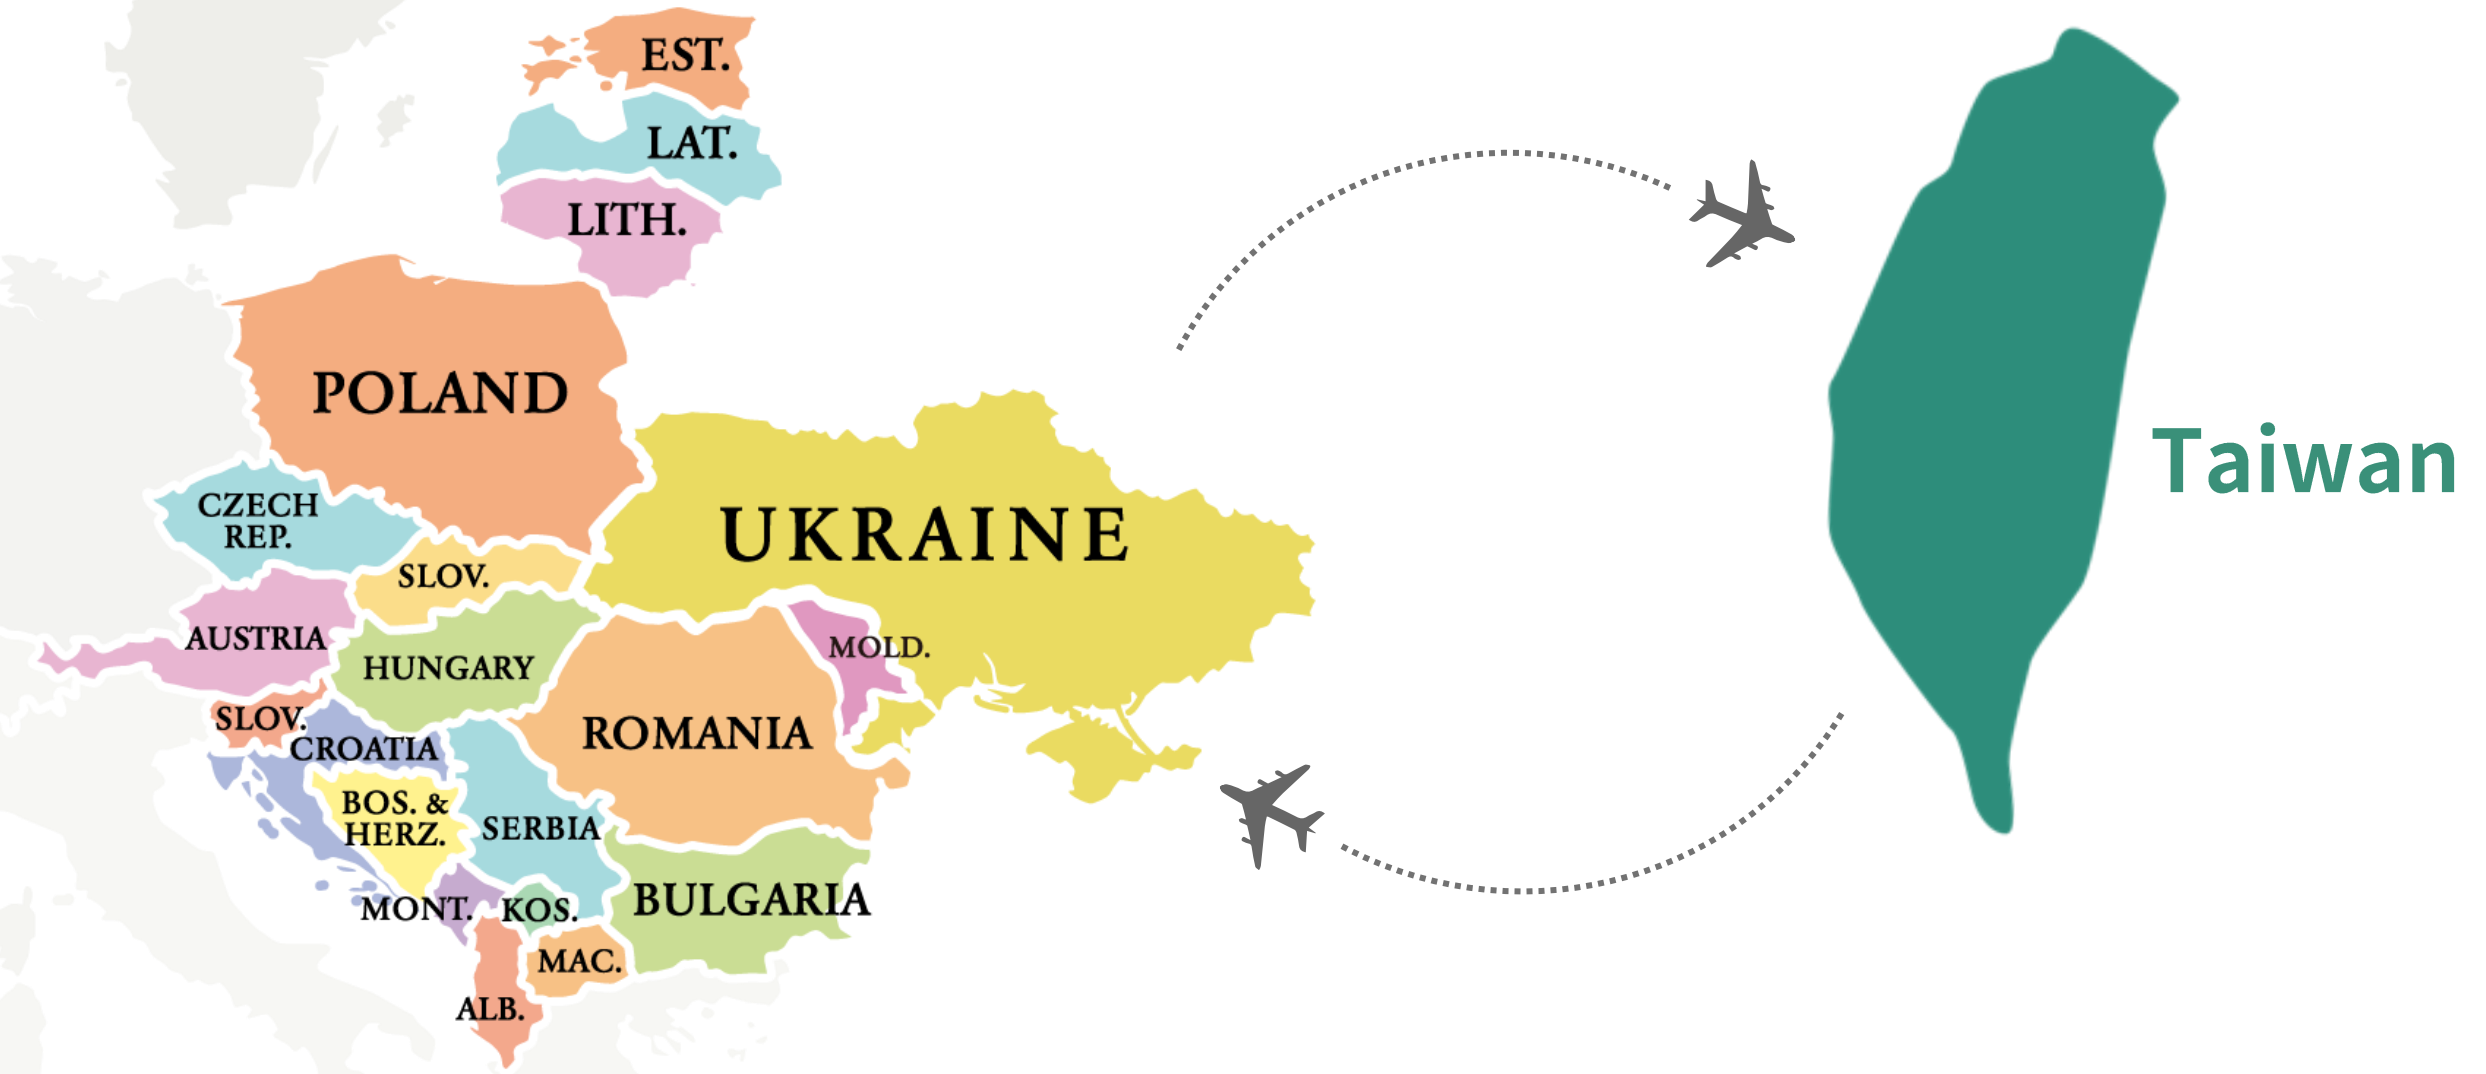 EST.
LAT.
LITH.
POLAND
CZECH
REP.
UKRAINE
SLOV.
AUSTRIA
HUNGARY
MOLD.
SLOV.
CROATIA
ROMANIA
BOS. &
HERZ.
SERBIA
MONT.
KOS.
BULGARIA
MAC.
ALB.
Taiwan